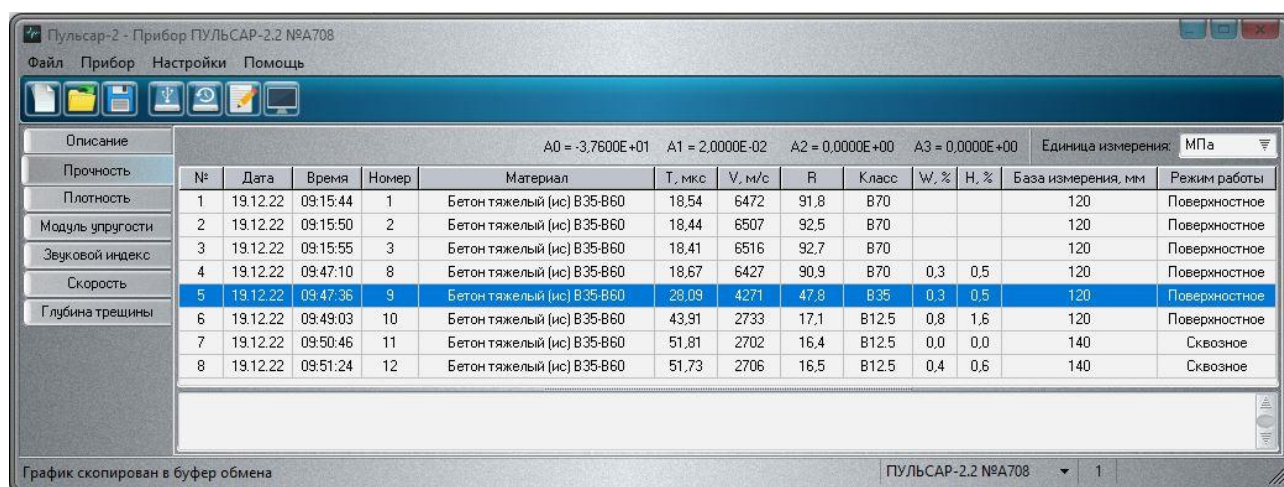 Пульсар-2 - Прибор ПУЛЬСАР-2.2 №А708
Файл Прибор Настройки Помощь
Описание
Прочность
Плотность
Модуль упругости
Звуковой индекс
Скорость
Глубина трещины
A0 = -3,7600E+01 A1 = 2,0000E-02 A2 = 0,0000E+00 A3 = 0,0000E+00 Единица измерения: МПа
№ Дата Время Номер Материал T, мкс V, м/с R Класс W, % H, % База измерения, мм Режим работы
1 19.12.22 09:15:44 1 Бетон тяжелый (ис) В35-В60 18,54 6472 91,8 B70 120 Поверхностное
2 19.12.22 09:15:50 2 Бетон тяжелый (ис) В35-В60 18,44 6507 92,5 B70 120 Поверхностное
3 19.12.22 09:15:55 3 Бетон тяжелый (ис) В35-В60 18,41 6516 92,7 B70 120 Поверхностное
4 19.12.22 09:47:10 8 Бетон тяжелый (ис) В35-В60 18,67 6427 90,9 B70 0,3 0,5 120 Поверхностное
5 19.12.22 09:47:36 9 Бетон тяжелый (ис) В35-В60 28,09 4271 47,8 B35 0,3 0,5 120 Поверхностное
6 19.12.22 09:49:03 10 Бетон тяжелый (ис) В35-В60 43,91 2733 17,1 B12.5 0,8 1,6 120 Поверхностное
7 19.12.22 09:50:46 11 Бетон тяжелый (ис) В35-В60 51,81 2702 16,4 B12.5 0,0 0,0 140 Сквозное
8 19.12.22 09:51:24 12 Бетон тяжелый (ис) В35-В60 51,73 2706 16,5 B12.5 0,4 0,6 140 Сквозное
График скопирован в буфер обмена ПУЛЬСАР-2.2 №А708 1